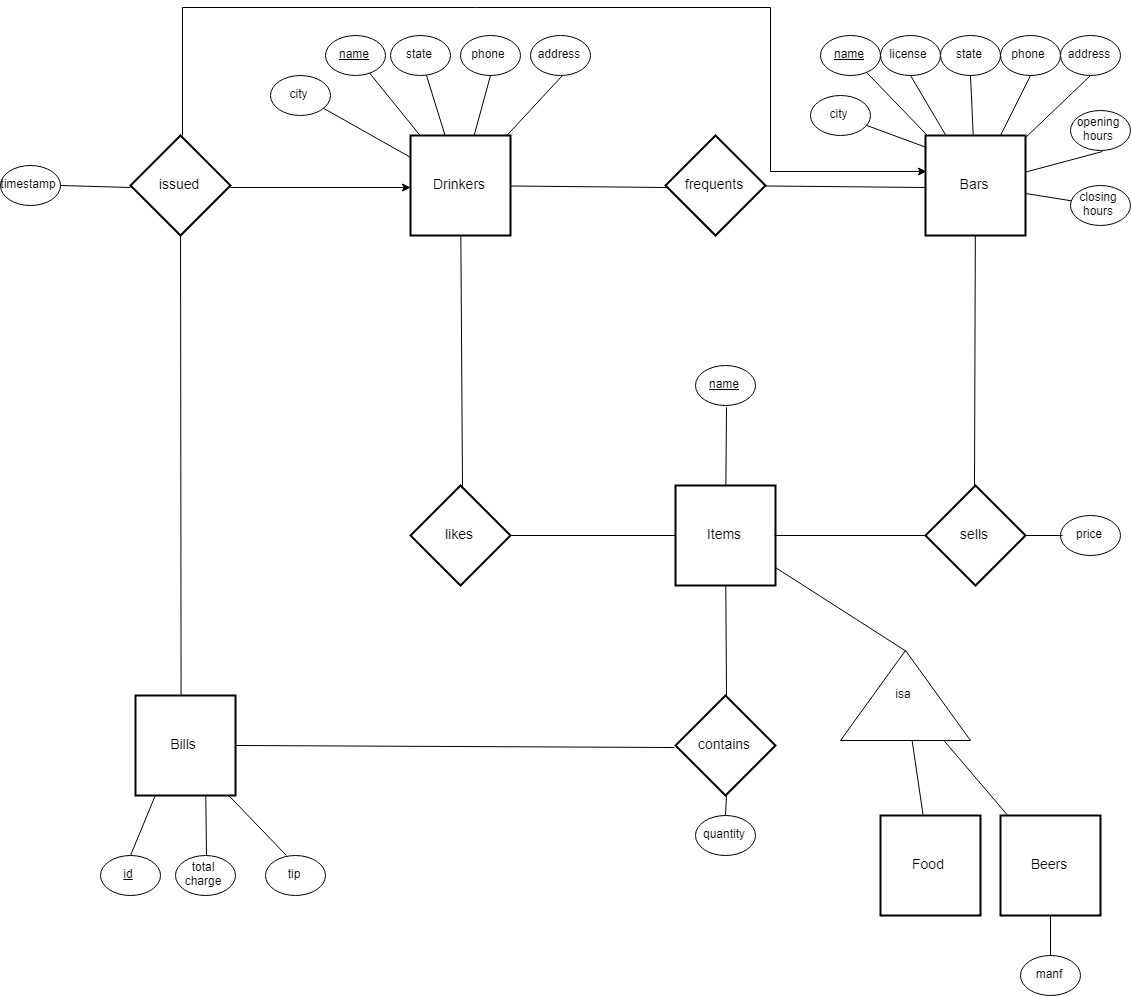 name
state
phone
address
name
license
state
phone
address
city
city
opening
hours
timestamp
issued
Drinkers
frequents
Bars
closing
hours
name
likes
Items
sells
price
isa
Bills
contains
quantity
id
total
charge
tip
Food
Beers
manf